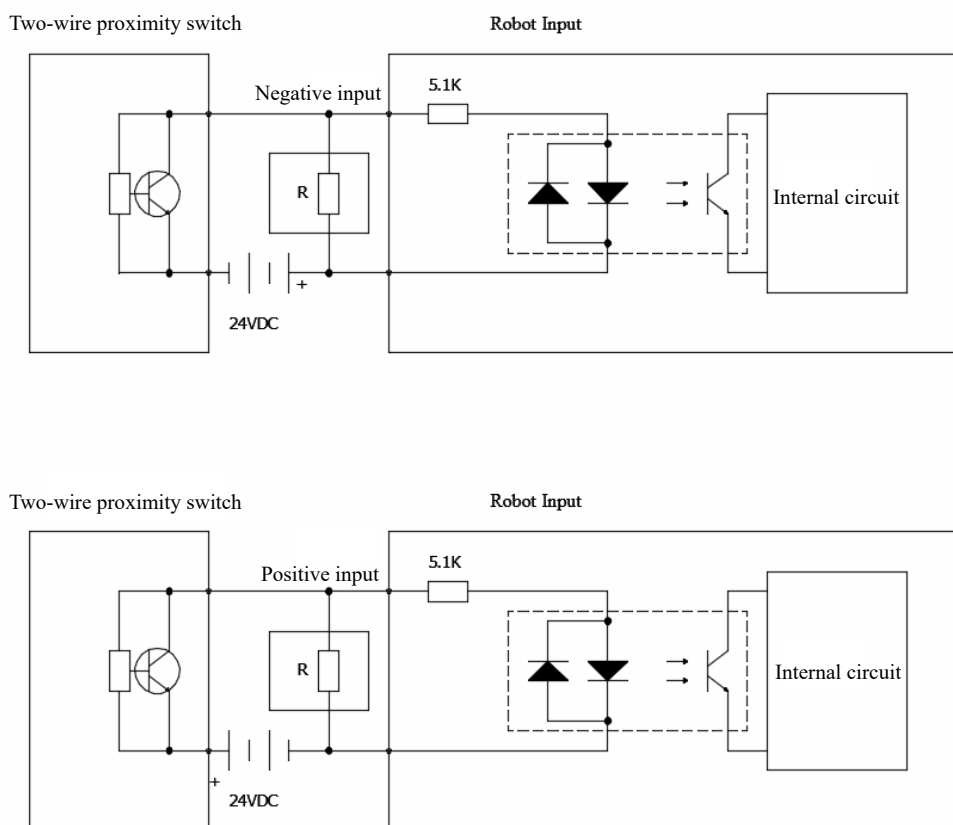 Two-wire proximity switch
Robot Input
5.1K
Negative input
R
Internal circuit
+
24VDC
Two-wire proximity switch
Robot Input
5.1K
Positive input
R
Internal circuit
+
24VDC